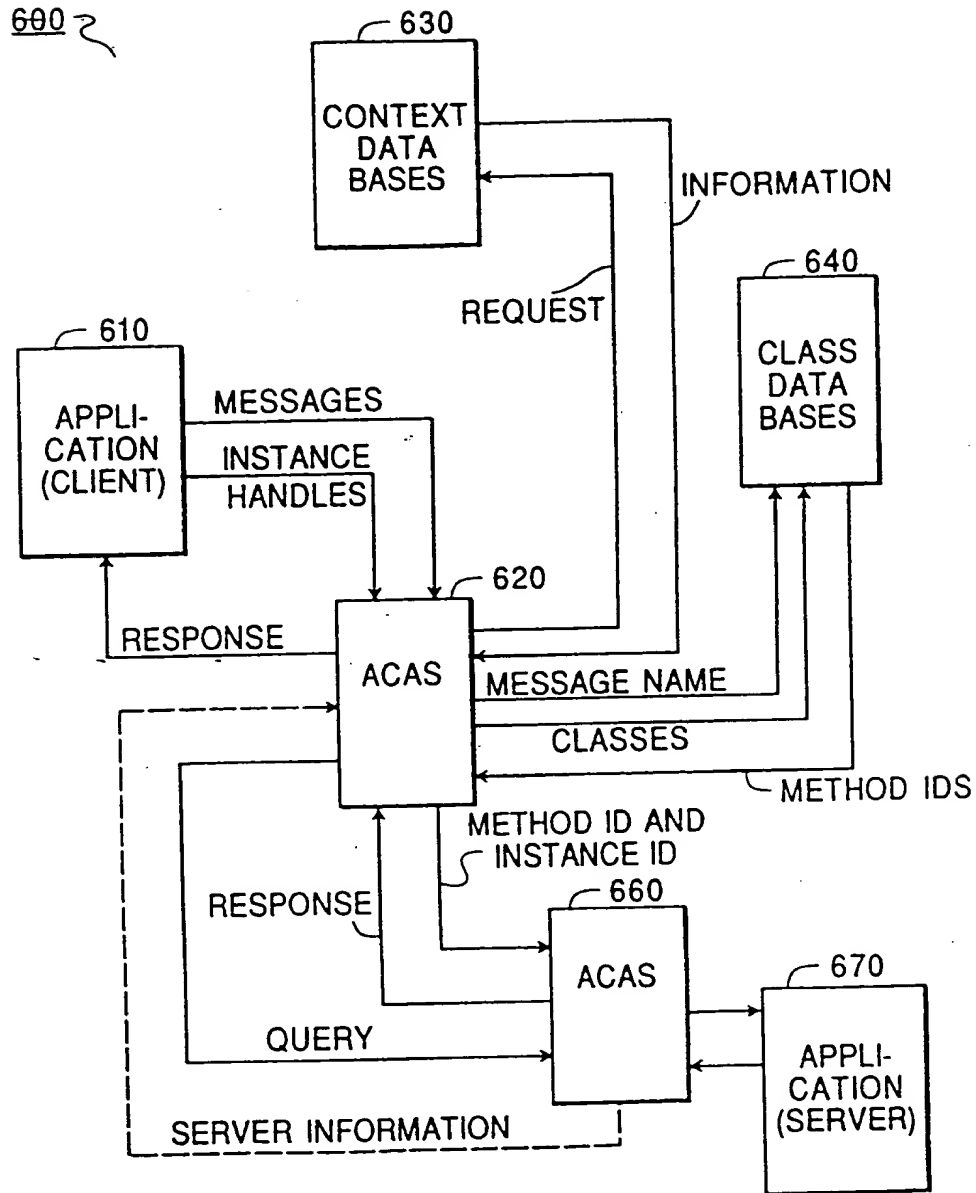 600
630
CONTEXT
DATA
BASES
INFORMATION
REQUEST
640
CLASS
DATA
BASES
610
APPLI-
CATION
(CLIENT)
MESSAGES
INSTANCE
HANDLES
620
ACAS
RESPONSE
MESSAGE NAME
CLASSES
METHOD IDS
METHOD ID AND
INSTANCE ID
RESPONSE
660
ACAS
670
APPLI-
CATION
(SERVER)
QUERY
SERVER INFORMATION